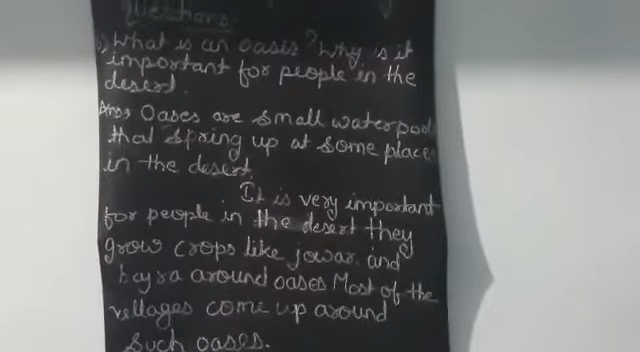 Questions
1) What is an oasis? Why is it
important for people in the
desert.
Ans Oases are small waterpool
that spring up at some places
in the desert.
It is very important
for people in the desert they
grow crops like jowar. and
bajra around oases Most of the
villages come up around
such oases.